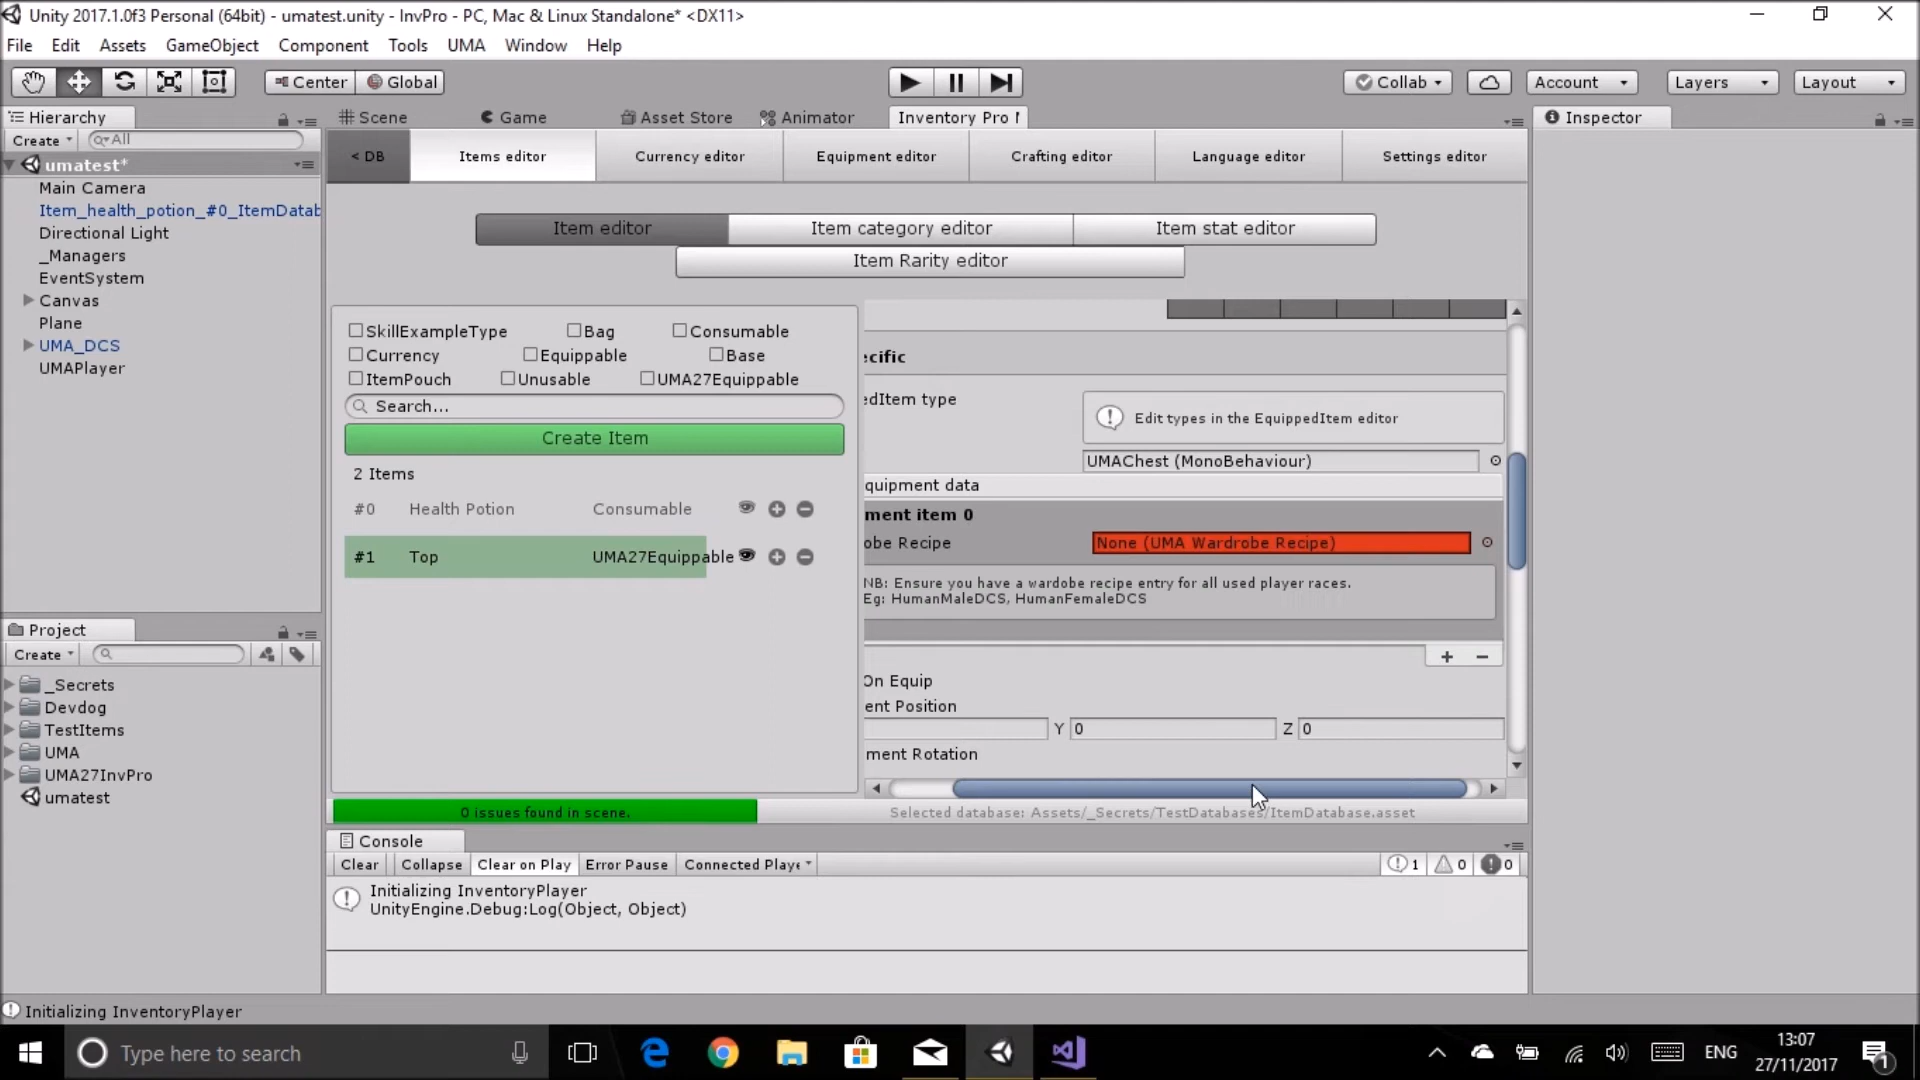 Unity 2017.1.0f3 Personal (64bit) - umatest.unity - InvPro - PC, Mac & Linux Standalone* <DX11>
File Edit Assets GameObject Component Tools UMA Window Help
Center Global Collab Account Layers Layout
Hierarchy
Create All
umatest*
Main Camera
Item_health_potion_#0_ItemDatab
Directional Light
_Managers
EventSystem
Canvas
Plane
UMA_DCS
UMAPlayer
Project
Create
_Secrets
Devdog
TestItems
UMA
UMA27InvPro
umatest
Scene Game Asset Store Animator Inventory Pro
< DB Items editor Currency editor Equipment editor Crafting editor Language editor Settings editor
Item editor Item category editor Item stat editor
Item Rarity editor
SkillExampleType Bag Consumable
Currency Equippable Base
ItemPouch Unusable UMA27Equippable
Search...
Create Item
2 Items
#0 Health Potion Consumable
#1 Top UMA27Equippable
ecific
edItem type
Edit types in the EquippedItem editor
UMAChest (MonoBehaviour)
quipment data
ment item 0
obe Recipe None (UMA Wardrobe Recipe)
NB: Ensure you have a wardobe recipe entry for all used player races.
Eg: HumanMaleDCS, HumanFemaleDCS
+ -
On Equip
ent Position
Y 0 Z 0
ment Rotation
0 issues found in scene.
Selected database: Assets/_Secrets/TestDatabases/ItemDatabase.asset
Console
Clear Collapse Clear on Play Error Pause Connected Playe 1 0 0
Initializing InventoryPlayer
UnityEngine.Debug:Log(Object, Object)
Inspector
Initializing InventoryPlayer
Type here to search
ENG
13:07
27/11/2017
1